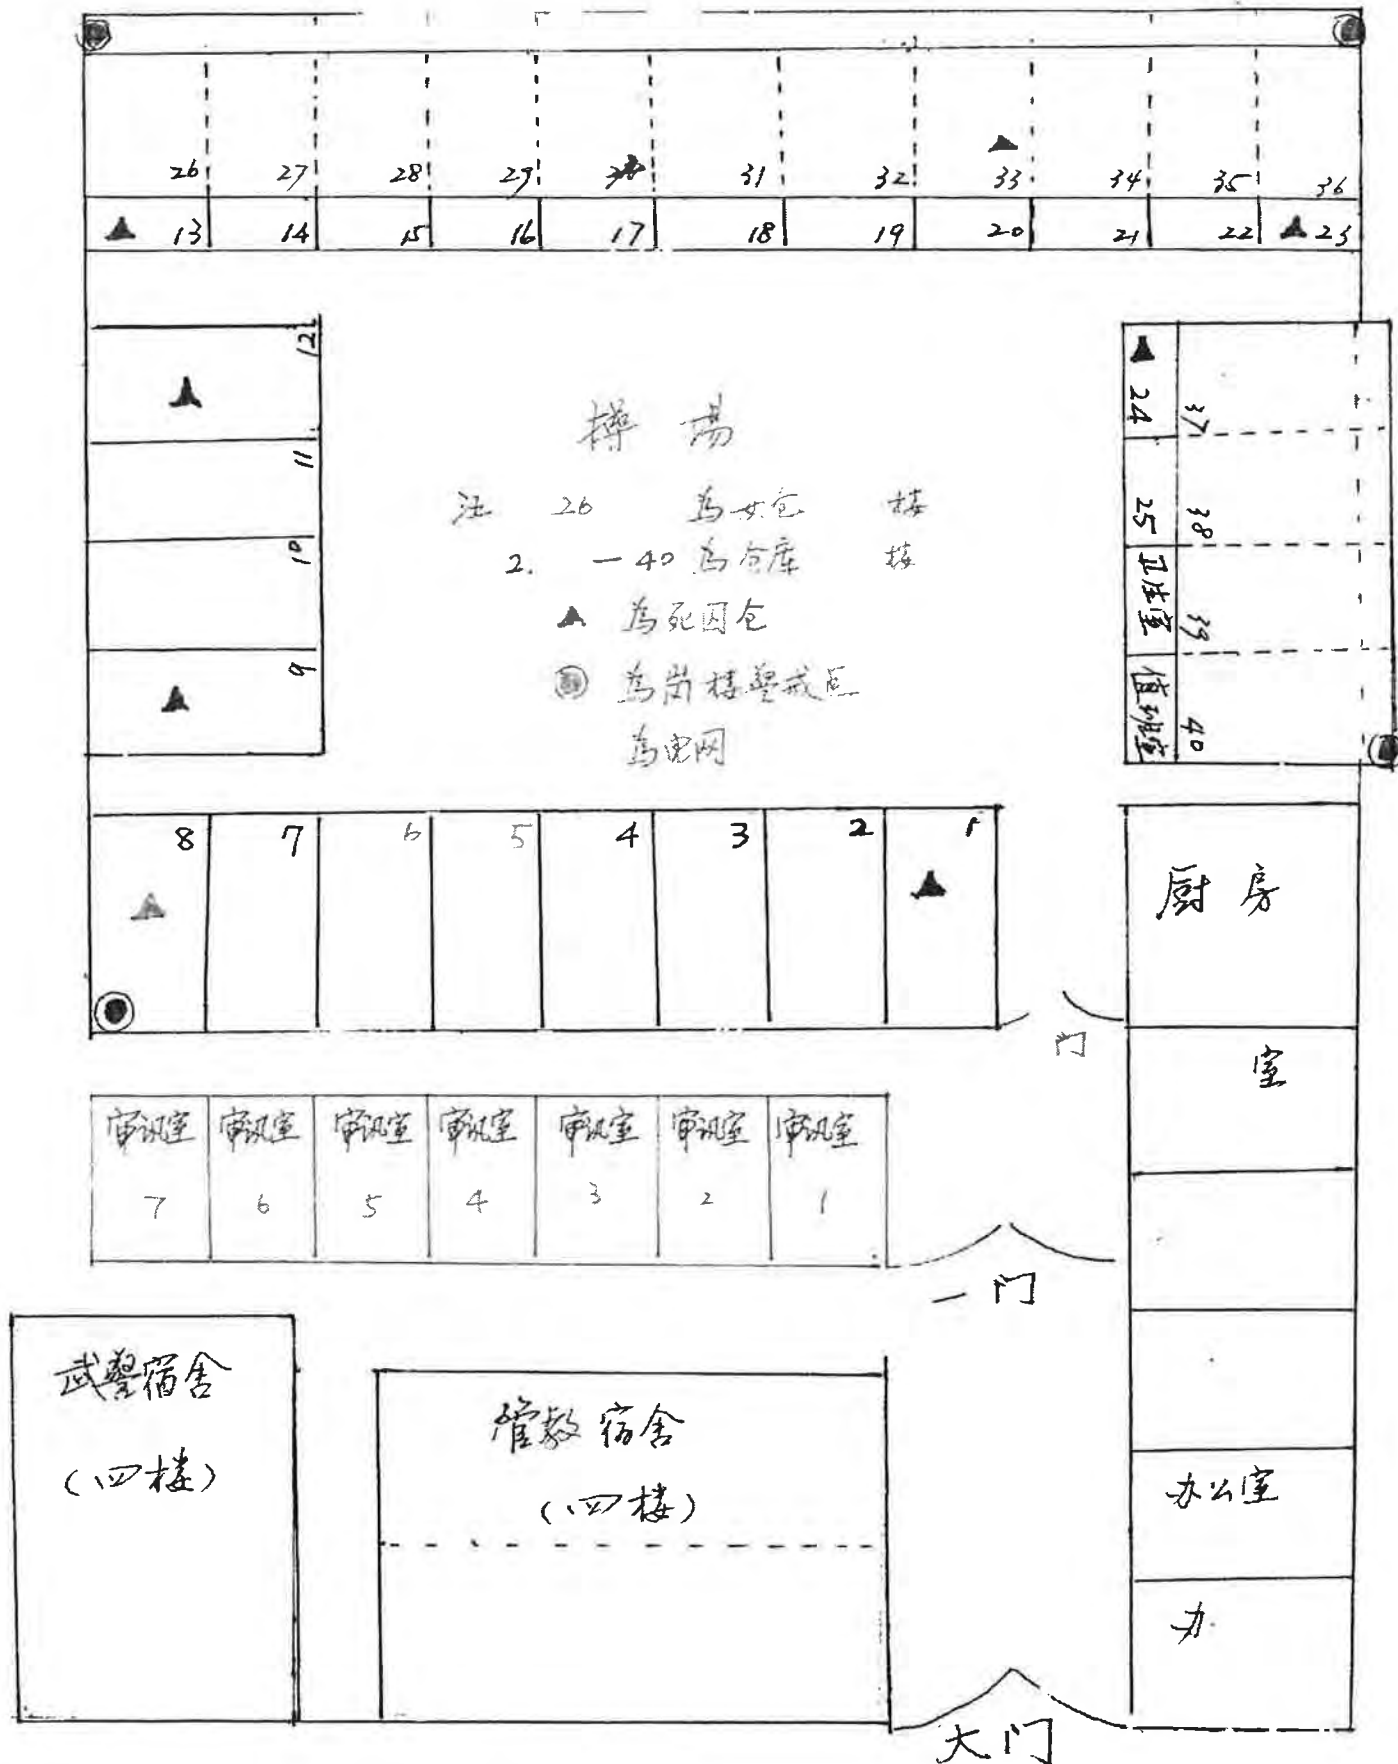 26 27 28 29 30 31 32 33 34 35 36
13 14 15 16 17 18 19 20 21 22 23
12
11
10
9
操场
注 26 为女仓 楼
2. 一40 为仓库 楼
▲ 为死囚仓
为岗楼警戒区
为电网
24 37
25 38
卫生室 39
值班室 40
8 7 6 5 4 3 2 1
厨房
门
室
审讯室 审讯室 审讯室 审讯室 审讯室 审讯室 审讯室
7 6 5 4 3 2 1
一门
武警宿舍
(四楼)
管教宿舍
(四楼)
办公室
办
大门